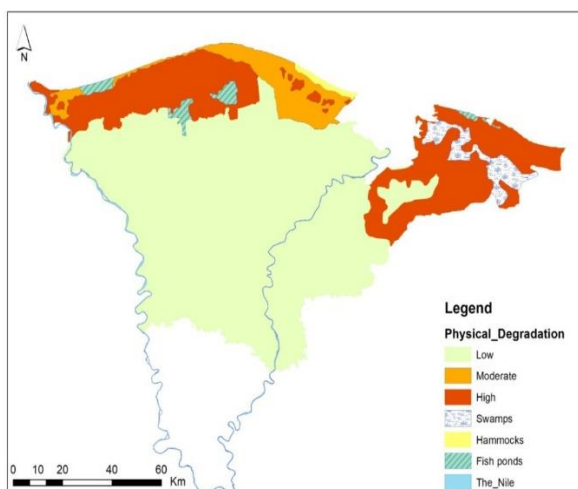 N
Legend
Physical_Degradation
Low
Moderate
High
Swamps
Hammocks
Fish ponds
The_Nile
0 10 20 40 60
Km